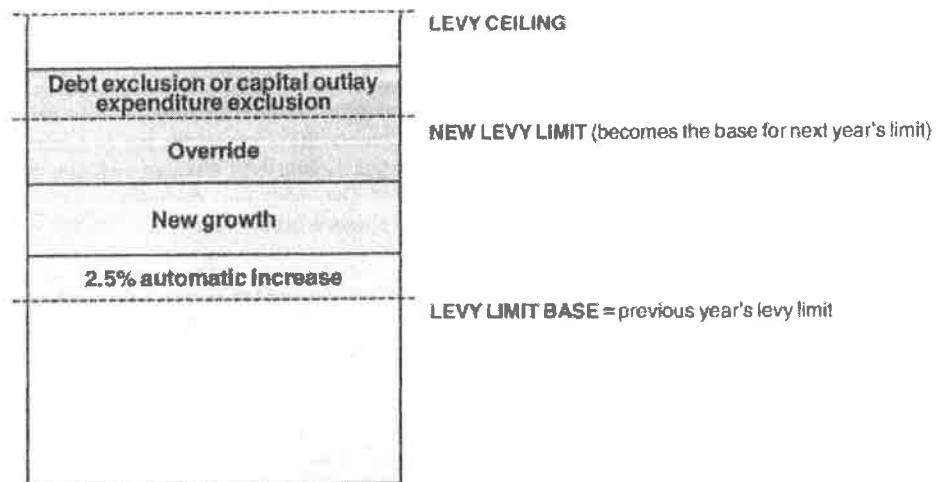 LEVY CEILING
Debt exclusion or capital outlay
expenditure exclusion
NEW LEVY LIMIT (becomes the base for next year's limit)
Override
New growth
2.5% automatic increase
LEVY LIMIT BASE = previous year's levy limit